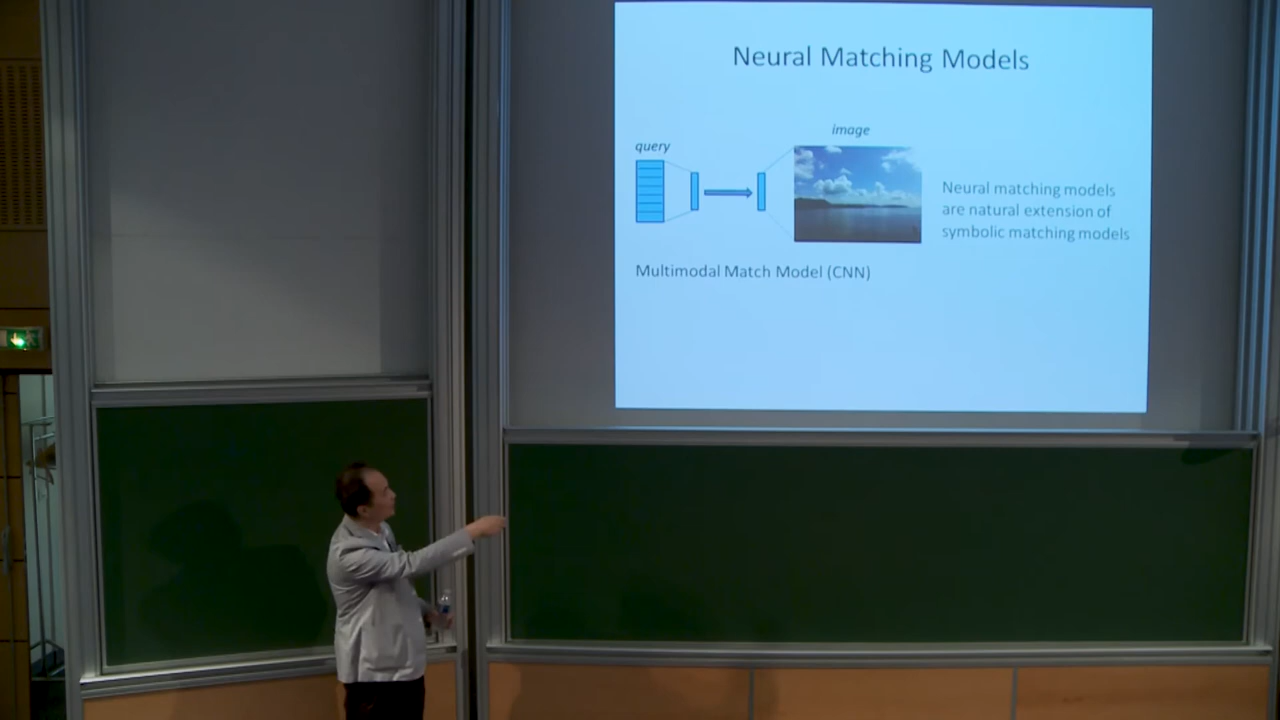 Neural Matching Models
image
query
Neural matching models
are natural extension of
symbolic matching models
Multimodal Match Model (CNN)